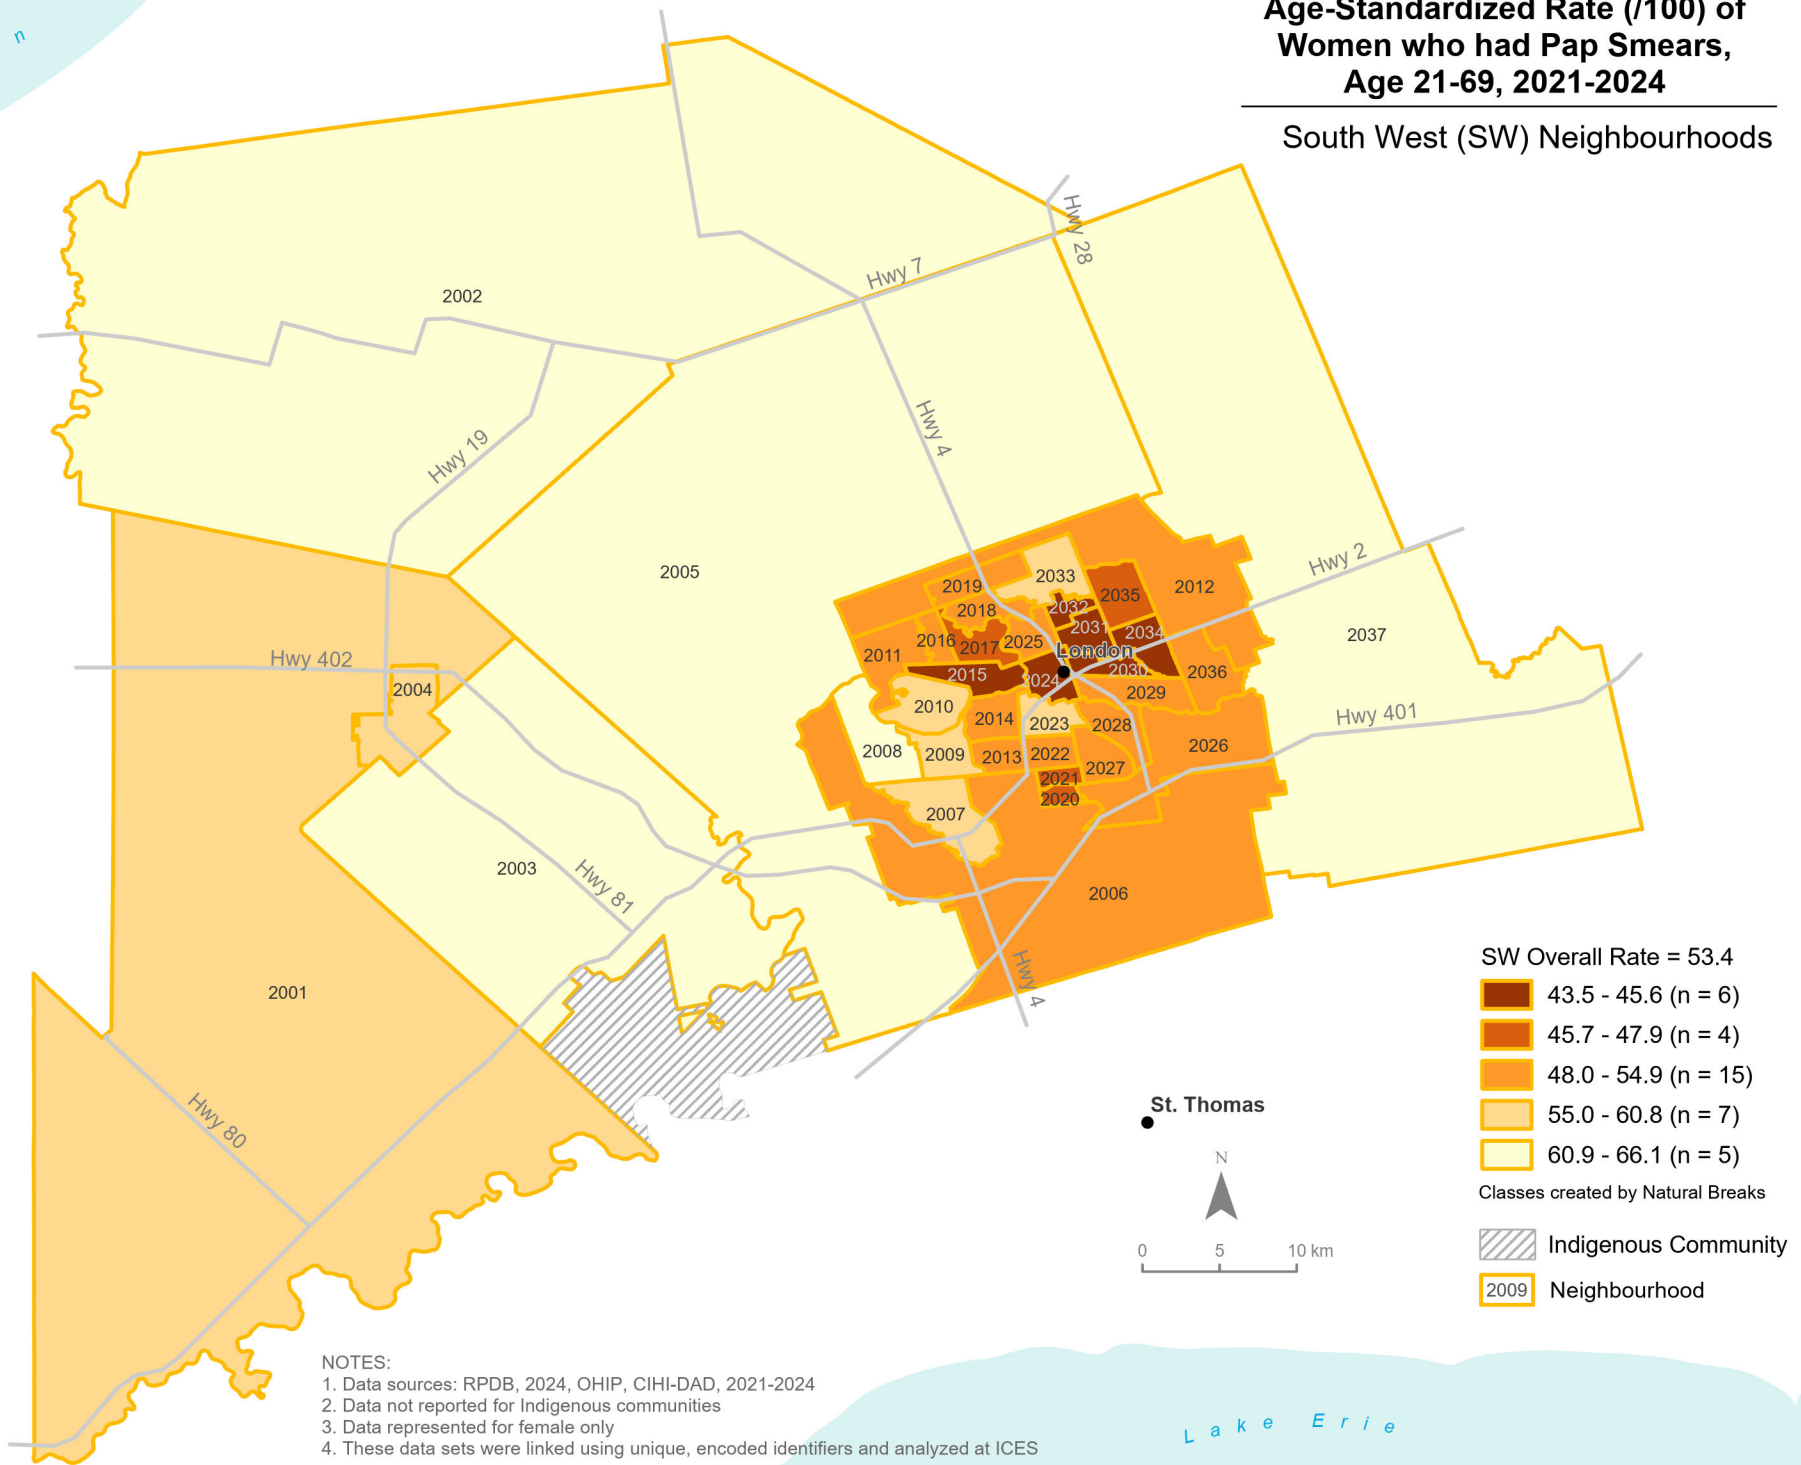 Age-Standardized Rate (/100) of
Women who had Pap Smears,
Age 21-69, 2021-2024
South West (SW) Neighbourhoods
n
Hwy 28
Hwy 7
2002
Hwy 4
Hwy 19
Hwy 2
2005
2033
2019
2035
2012
2032
2018
2031
2034
2037
2016
2017
2025
2011
London
Hwy 402
2015
2024
2030
2036
2004
2029
2010
2014
2023
2028
Hwy 401
2008
2009
2013
2022
2026
2027
2021
2020
2007
2003
Hwy 81
2006
2001
Hwy 4
Hwy 80
SW Overall Rate = 53.4
43.5 - 45.6 (n = 6)
45.7 - 47.9 (n = 4)
48.0 - 54.9 (n = 15)
55.0 - 60.8 (n = 7)
60.9 - 66.1 (n = 5)
Classes created by Natural Breaks
Indigenous Community
2009 Neighbourhood
St. Thomas
N
0 5 10 km
NOTES:
1. Data sources: RPDB, 2024, OHIP, CIHI-DAD, 2021-2024
2. Data not reported for Indigenous communities
3. Data represented for female only
4. These data sets were linked using unique, encoded identifiers and analyzed at ICES
Lake Erie